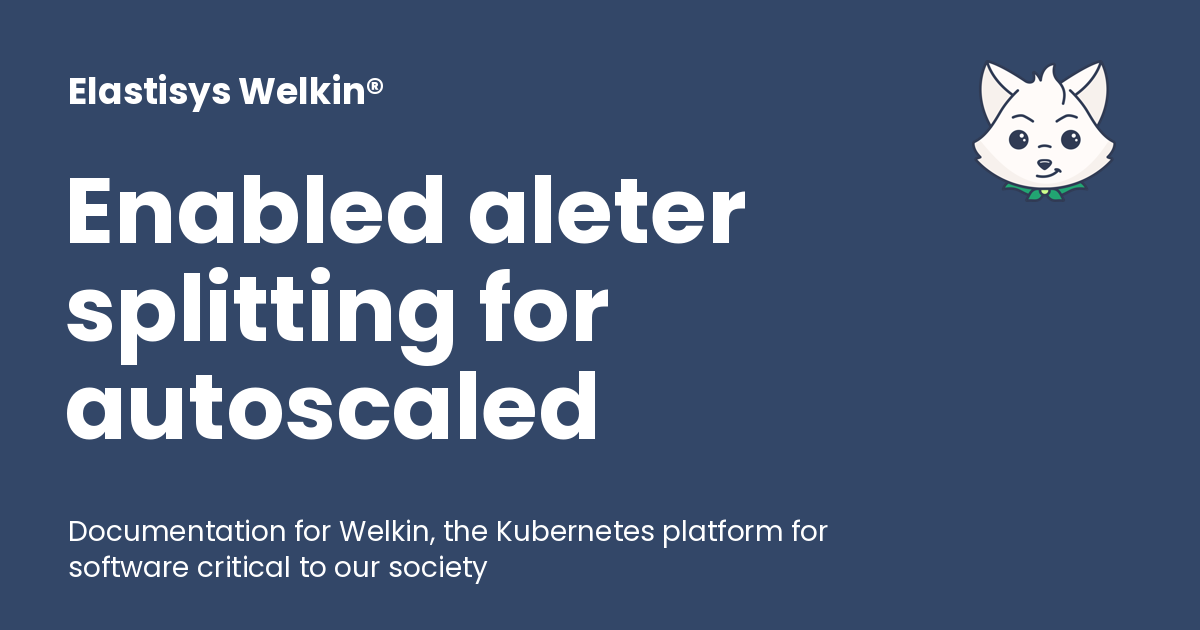 Elastisys Welkin®
Enabled aleter
splitting for
autoscaled
Documentation for Welkin, the Kubernetes platform for
software critical to our society